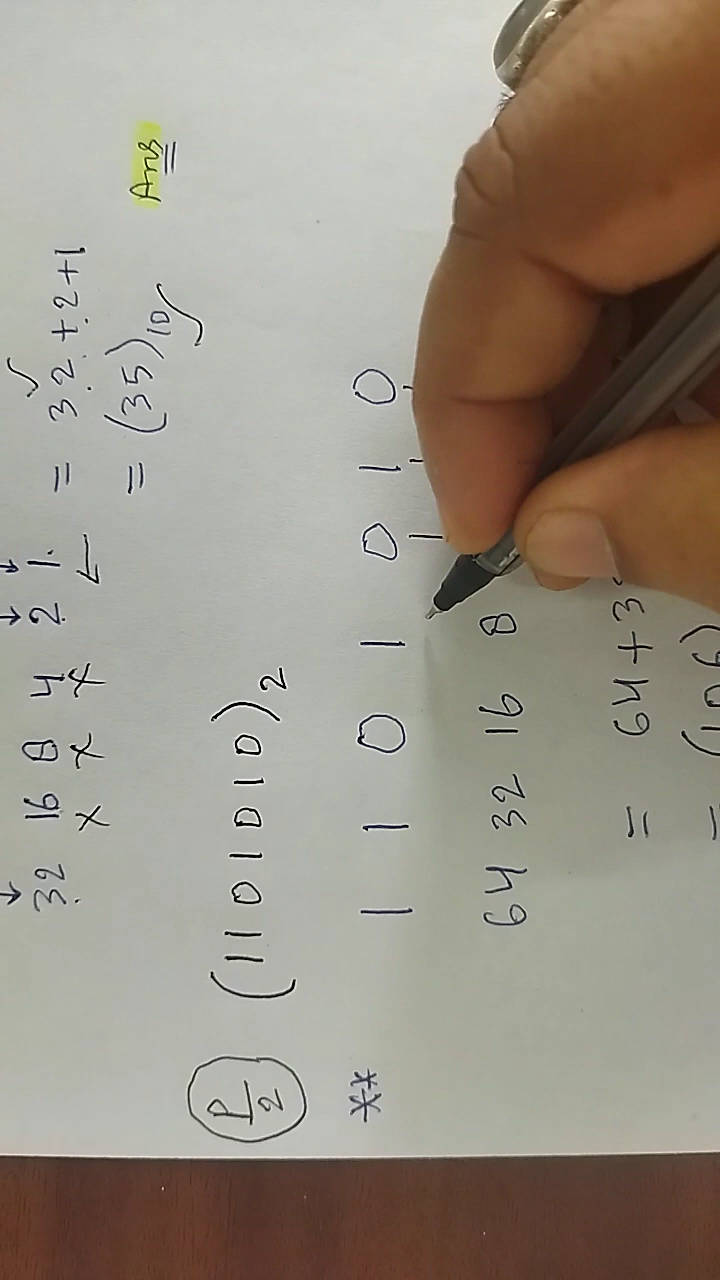 32 16 8 4 2 1 = 32 + 2 + 1
× × × ← = (35)10
Ans
P/2 (1101010)2
** 1 1 0 1 0 1 0
64 32 16 8
= 64 + 3
= (106)